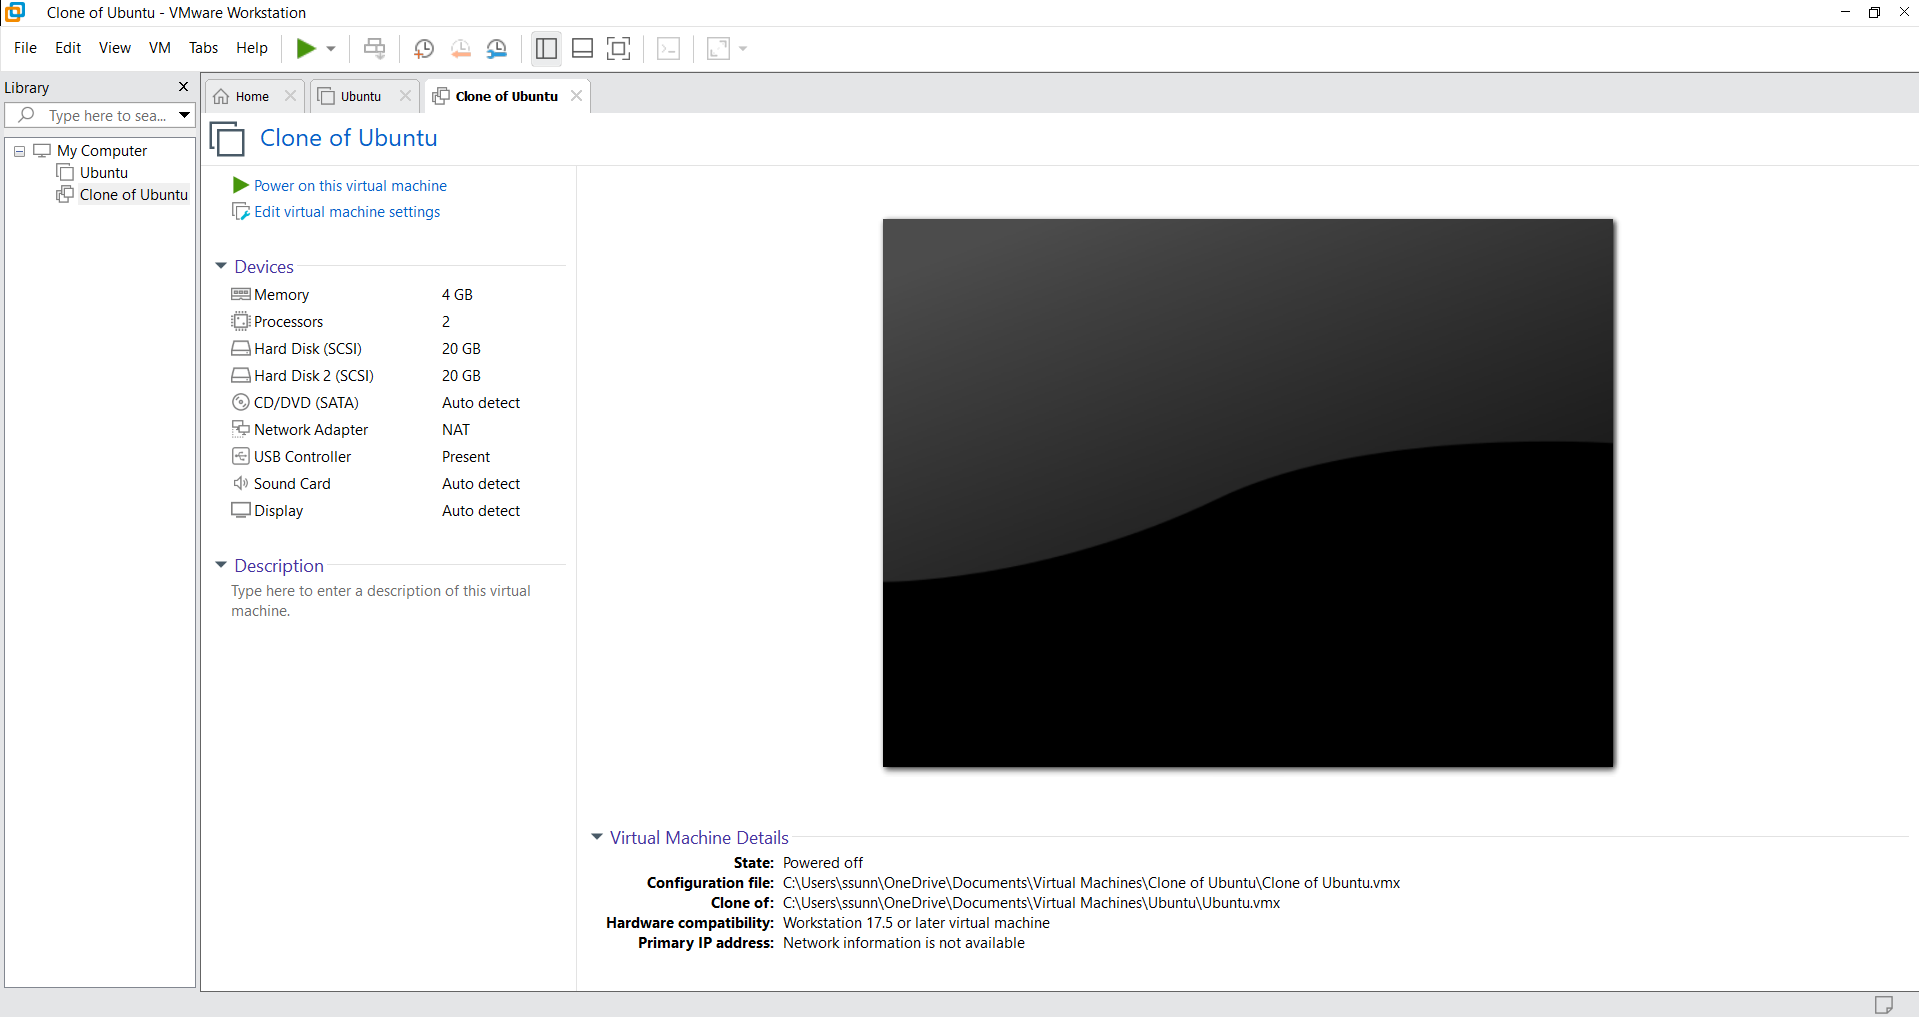 Clone of Ubuntu - VMware Workstation
File Edit View VM Tabs Help
Library
Type here to sea...
My Computer
Ubuntu
Clone of Ubuntu
Home Ubuntu Clone of Ubuntu
Clone of Ubuntu
Power on this virtual machine
Edit virtual machine settings
Devices
Memory 4 GB
Processors 2
Hard Disk (SCSI) 20 GB
Hard Disk 2 (SCSI) 20 GB
CD/DVD (SATA) Auto detect
Network Adapter NAT
USB Controller Present
Sound Card Auto detect
Display Auto detect
Description
Type here to enter a description of this virtual
machine.
Virtual Machine Details
State: Powered off
Configuration file: C:\Users\ssunn\OneDrive\Documents\Virtual Machines\Clone of Ubuntu\Clone of Ubuntu.vmx
Clone of: C:\Users\ssunn\OneDrive\Documents\Virtual Machines\Ubuntu\Ubuntu.vmx
Hardware compatibility: Workstation 17.5 or later virtual machine
Primary IP address: Network information is not available